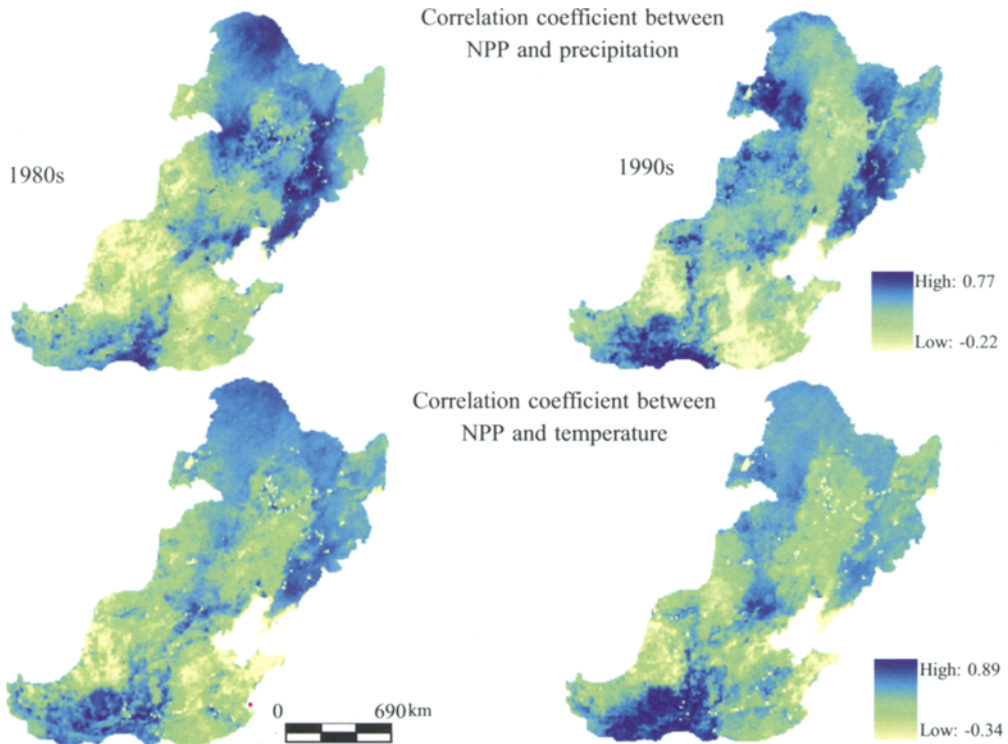 Correlation coefficient between
NPP and precipitation
1980s
1990s
High: 0.77
Low: -0.22
Correlation coefficient between
NPP and temperature
0 690km
High: 0.89
Low: -0.34